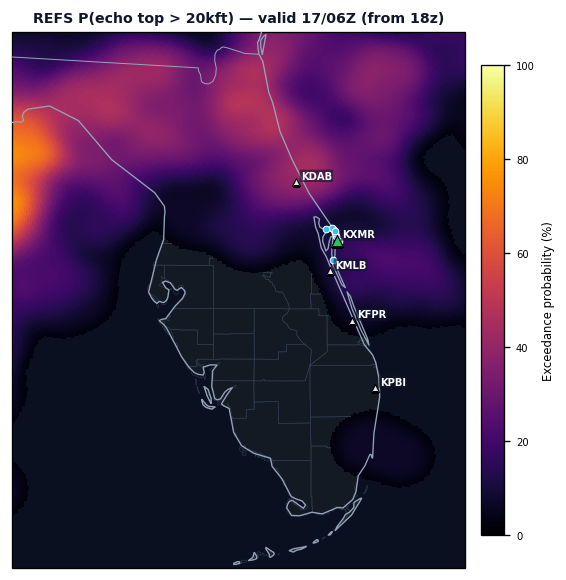 REFS P(echo top > 20kft) — valid 17/06Z (from 18z)
KDAB
KXMR
KMLB
KFPR
KPBI
100
80
60
40
20
0
Exceedance probability (%)